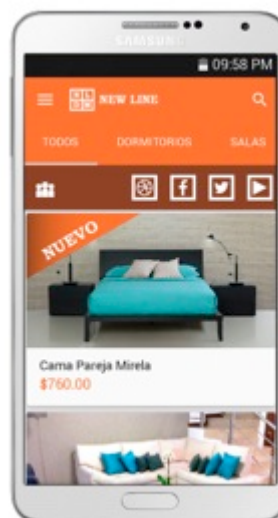 SAMSUNG
09:58 PM
NEW LINE
TODOS DORMITORIOS SALAS
NUEVO
Cama Pareja Mirela
$760.00